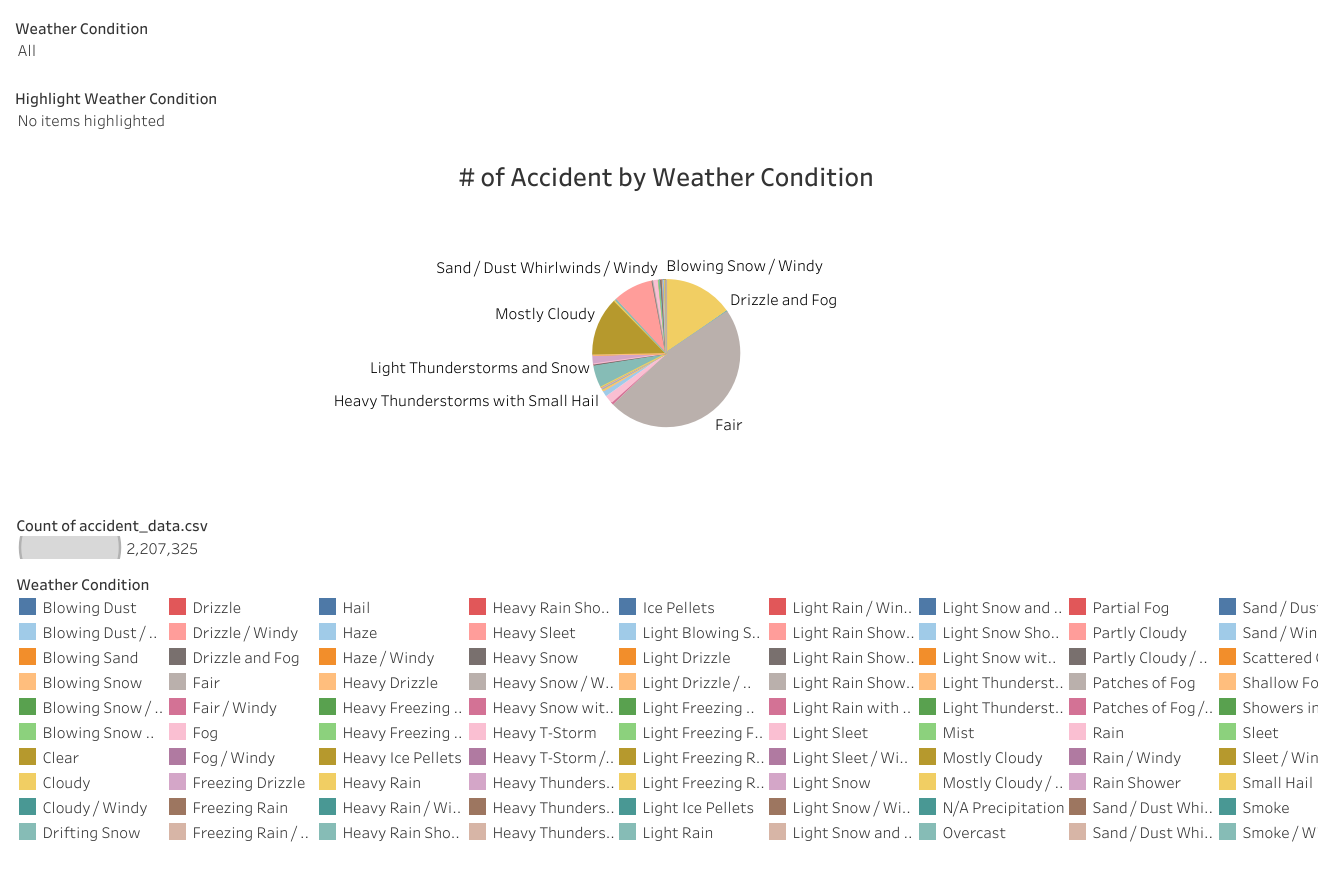 Weather Condition
All
Highlight Weather Condition
No items highlighted
# of Accident by Weather Condition
Sand / Dust Whirlwinds / Windy
Blowing Snow / Windy
Drizzle and Fog
Mostly Cloudy
Light Thunderstorms and Snow
Heavy Thunderstorms with Small Hail
Fair
Count of accident_data.csv
2,207,325
Weather Condition
Blowing Dust Drizzle Hail Heavy Rain Sho.. Ice Pellets Light Rain / Win.. Light Snow and .. Partial Fog Sand / Dus
Blowing Dust / .. Drizzle / Windy Haze Heavy Sleet Light Blowing S.. Light Rain Show.. Light Snow Sho.. Partly Cloudy Sand / Win
Blowing Sand Drizzle and Fog Haze / Windy Heavy Snow Light Drizzle Light Rain Show.. Light Snow wit.. Partly Cloudy / .. Scattered
Blowing Snow Fair Heavy Drizzle Heavy Snow / W.. Light Drizzle / .. Light Rain Show.. Light Thunderst.. Patches of Fog Shallow Fo
Blowing Snow / .. Fair / Windy Heavy Freezing .. Heavy Snow wit.. Light Freezing .. Light Rain with .. Light Thunderst.. Patches of Fog /.. Showers in
Blowing Snow .. Fog Heavy Freezing .. Heavy T-Storm Light Freezing F.. Light Sleet Mist Rain Sleet
Clear Fog / Windy Heavy Ice Pellets Heavy T-Storm /.. Light Freezing R.. Light Sleet / Wi.. Mostly Cloudy Rain / Windy Sleet / Win
Cloudy Freezing Drizzle Heavy Rain Heavy Thunders.. Light Freezing R.. Light Snow Mostly Cloudy / .. Rain Shower Small Hail
Cloudy / Windy Freezing Rain Heavy Rain / Wi.. Heavy Thunders.. Light Ice Pellets Light Snow / Wi.. N/A Precipitation Sand / Dust Whi.. Smoke
Drifting Snow Freezing Rain / .. Heavy Rain Sho.. Heavy Thunders.. Light Rain Light Snow and .. Overcast Sand / Dust Whi.. Smoke / W